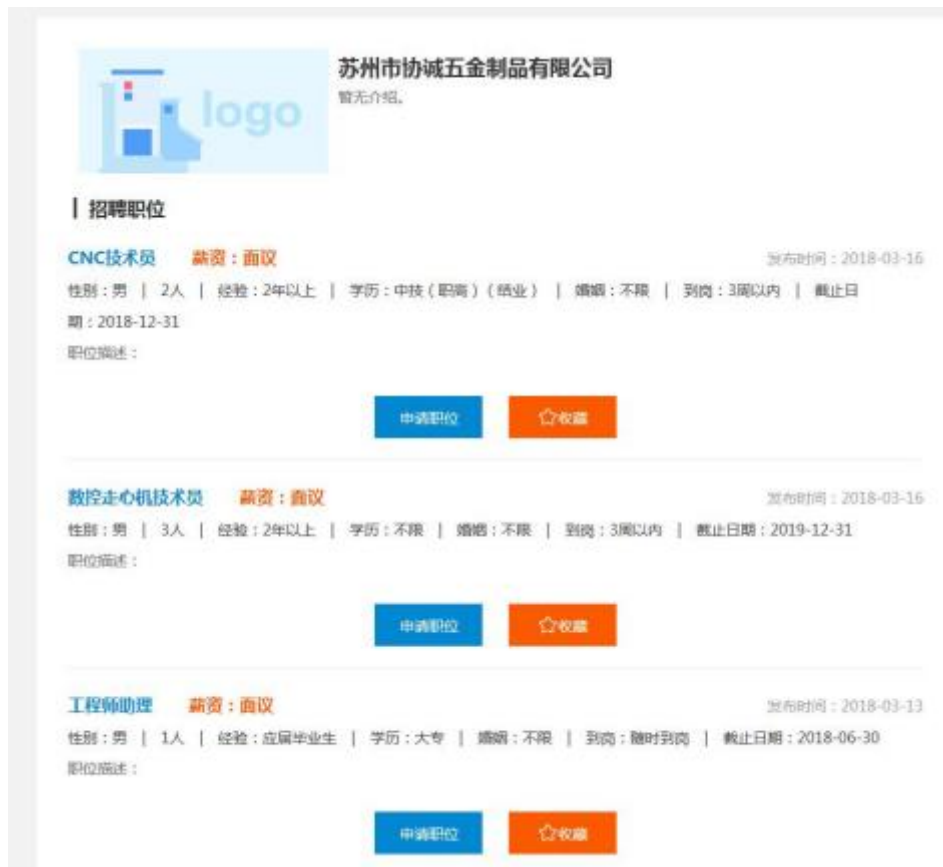 logo
苏州市协诚五金制品有限公司
暂无介绍。
招聘职位
CNC技术员 薪资:面议 发布时间:2018-03-16
性别:男 | 2人 | 经验:2年以上 | 学历:中技(职高)(结业) | 婚姻:不限 | 到岗:3周以内 | 截止日
期:2018-12-31
职位描述:
申请职位 ☆收藏
数控走心机技术员 薪资:面议 发布时间:2018-03-16
性别:男 | 3人 | 经验:2年以上 | 学历:不限 | 婚姻:不限 | 到岗:3周以内 | 截止日期:2019-12-31
职位描述:
申请职位 ☆收藏
工程师助理 薪资:面议 发布时间:2018-03-13
性别:男 | 1人 | 经验:应届毕业生 | 学历:大专 | 婚姻:不限 | 到岗:随时到岗 | 截止日期:2018-06-30
职位描述:
申请职位 ☆收藏